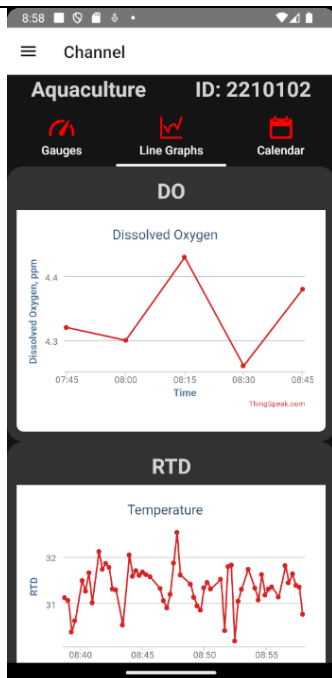 8:58
Channel
Aquaculture ID: 2210102
Gauges Line Graphs Calendar
DO
Dissolved Oxygen
Dissolved Oxygen, ppm
4.4
4.3
07:45 08:00 08:15 08:30 08:45
Time
ThingSpeak.com
RTD
Temperature
RTD
32
31
08:40 08:45 08:50 08:55